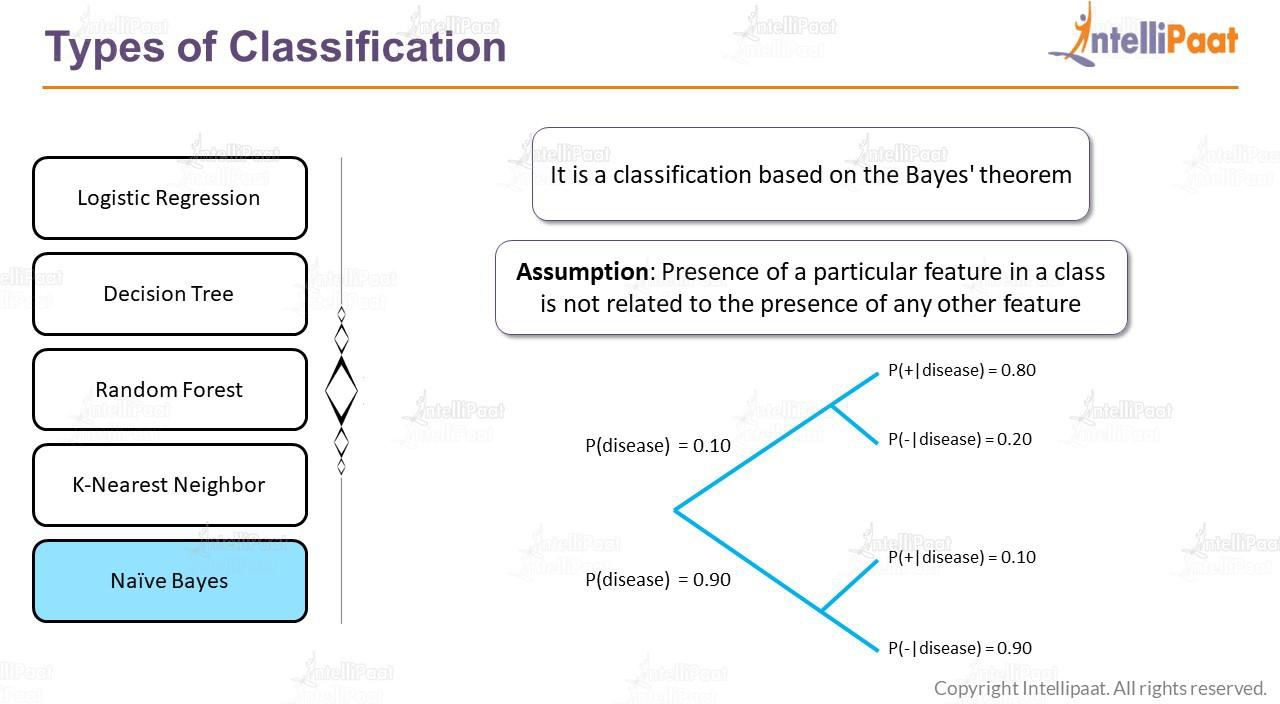 Types of Classification
IntelliPaat
Logistic Regression
Decision Tree
Random Forest
K-Nearest Neighbor
Naïve Bayes
It is a classification based on the Bayes' theorem
Assumption: Presence of a particular feature in a class
is not related to the presence of any other feature
P(+|disease) = 0.80
P(disease) = 0.10
P(-|disease) = 0.20
P(+|disease) = 0.10
P(disease) = 0.90
P(-|disease) = 0.90
Copyright Intellipaat. All rights reserved.